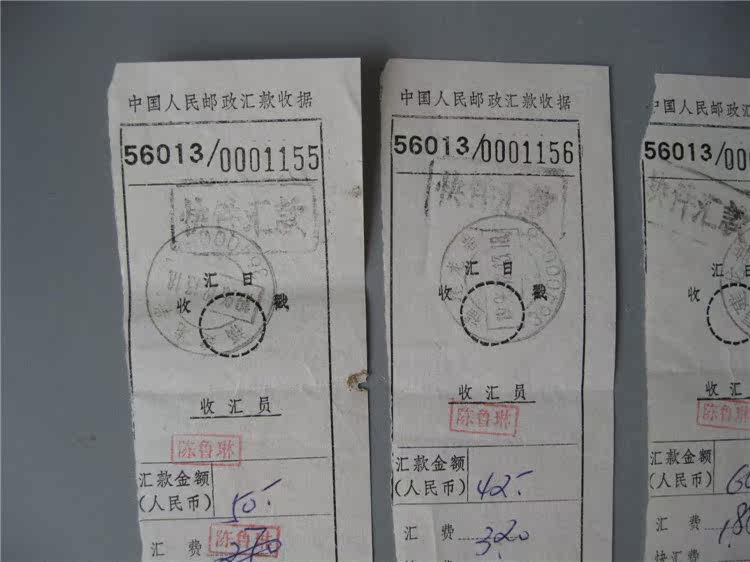 中国人民邮政汇款收据
56013/0001155
快件汇款
汇日
收 戳
收汇员
陈鲁琳
汇款金额
(人民币)
50.-
汇 费
陈鲁琳
中国人民邮政汇款收据
56013/0001156
快件汇款
汇日
收 戳
收汇员
陈鲁琳
汇款金额
(人民币)
42.-
汇 费 3.20
中国人民邮政汇
56013/00
快件汇款
汇日
收
收汇
陈鲁琳
汇款金额
(人民币)
汇 费 1.80
快汇费